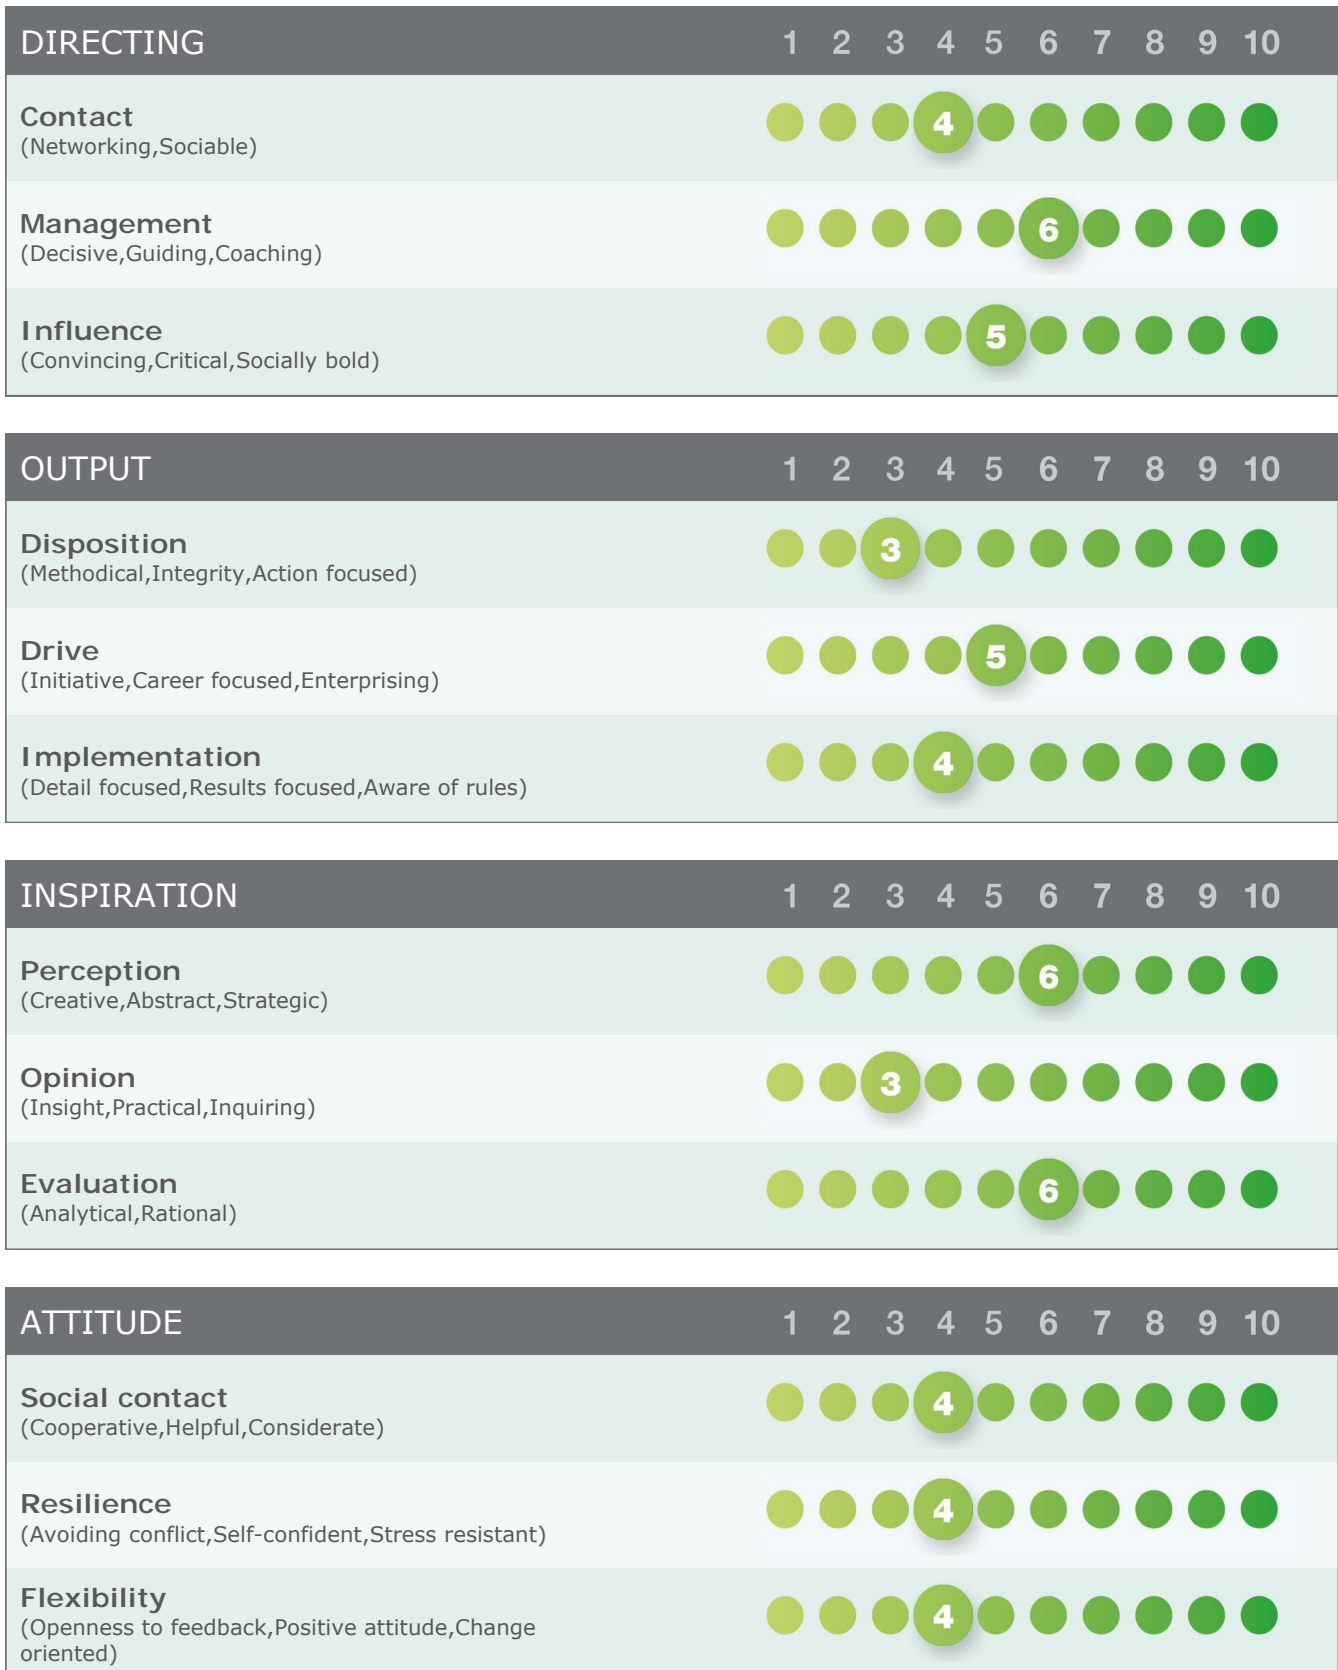 DIRECTING 1 2 3 4 5 6 7 8 9 10
Contact
(Networking,Sociable)
4
Management
(Decisive,Guiding,Coaching)
6
Influence
(Convincing,Critical,Socially bold)
5
OUTPUT 1 2 3 4 5 6 7 8 9 10
Disposition
(Methodical,Integrity,Action focused)
3
Drive
(Initiative,Career focused,Enterprising)
5
Implementation
(Detail focused,Results focused,Aware of rules)
4
INSPIRATION 1 2 3 4 5 6 7 8 9 10
Perception
(Creative,Abstract,Strategic)
6
Opinion
(Insight,Practical,Inquiring)
3
Evaluation
(Analytical,Rational)
6
ATTITUDE 1 2 3 4 5 6 7 8 9 10
Social contact
(Cooperative,Helpful,Considerate)
4
Resilience
(Avoiding conflict,Self-confident,Stress resistant)
4
Flexibility
(Openness to feedback,Positive attitude,Change
oriented)
4